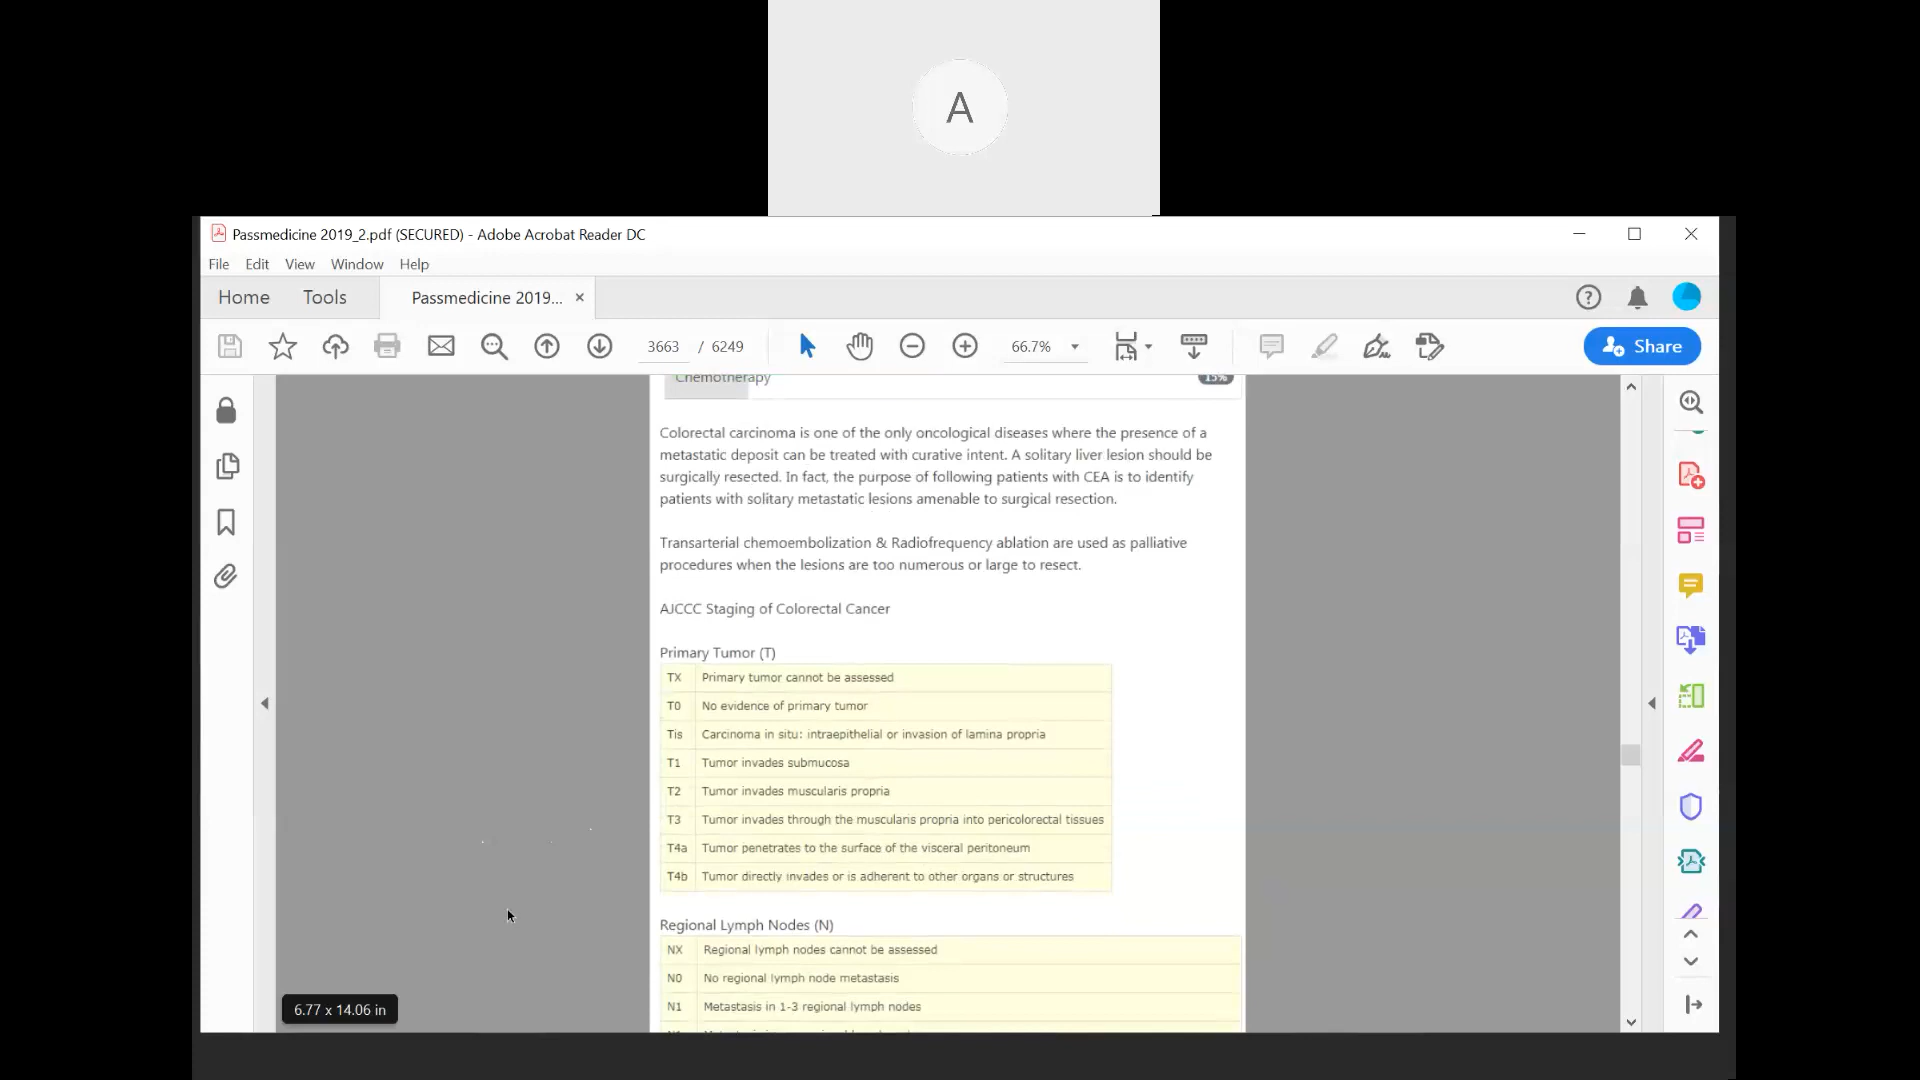 A
Passmedicine 2019_2.pdf (SECURED) - Adobe Acrobat Reader DC
File Edit View Window Help
Home Tools Passmedicine 2019... ×
3663 / 6249 66.7% Share
Chemotherapy 15%
Colorectal carcinoma is one of the only oncological diseases where the presence of a
metastatic deposit can be treated with curative intent. A solitary liver lesion should be
surgically resected. In fact, the purpose of following patients with CEA is to identify
patients with solitary metastatic lesions amenable to surgical resection.
Transarterial chemoembolization & Radiofrequency ablation are used as palliative
procedures when the lesions are too numerous or large to resect.
AJCCC Staging of Colorectal Cancer
Primary Tumor (T)
TX Primary tumor cannot be assessed
T0 No evidence of primary tumor
Tis Carcinoma in situ: intraepithelial or invasion of lamina propria
T1 Tumor invades submucosa
T2 Tumor invades muscularis propria
T3 Tumor invades through the muscularis propria into pericolorectal tissues
T4a Tumor penetrates to the surface of the visceral peritoneum
T4b Tumor directly invades or is adherent to other organs or structures
Regional Lymph Nodes (N)
NX Regional lymph nodes cannot be assessed
N0 No regional lymph node metastasis
N1 Metastasis in 1-3 regional lymph nodes
6.77 x 14.06 in